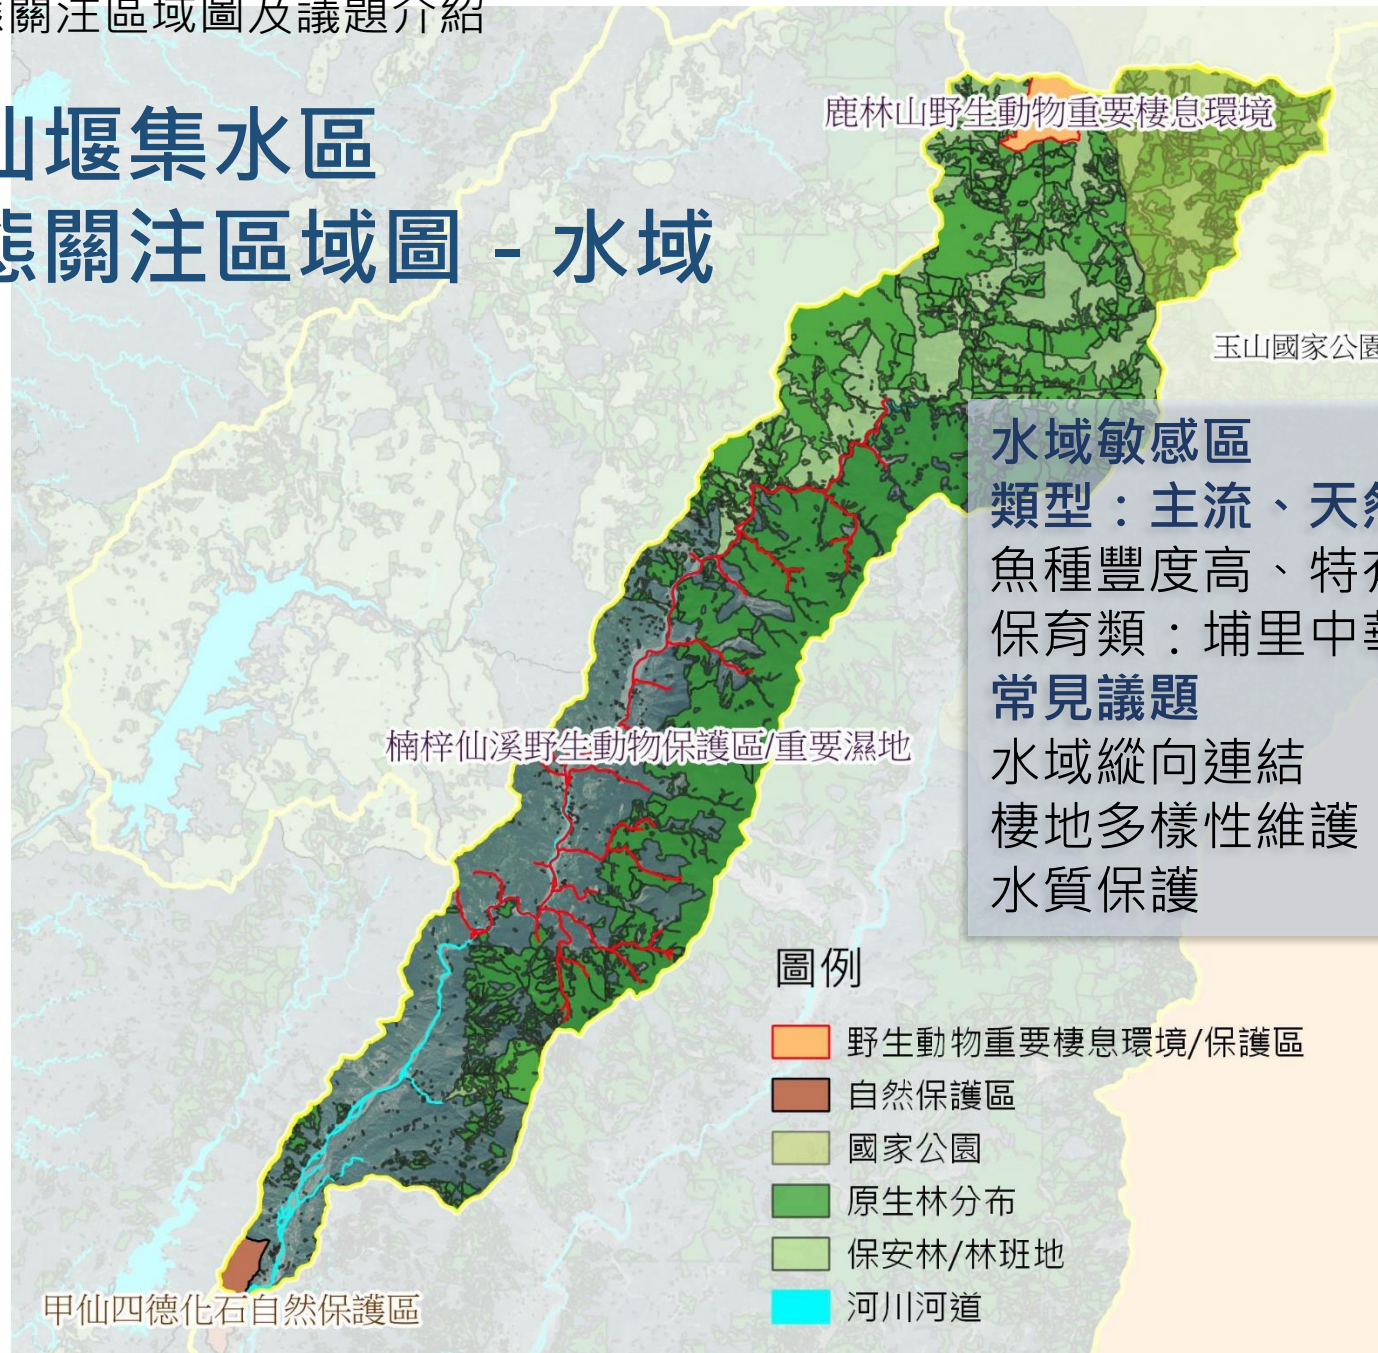 態關注區域圖及議題介紹
山堰集水區
態關注區域圖 - 水域
鹿林山野生動物重要棲息環境
玉山國家公園
水域敏感區
類型：主流、天然
魚種豐度高、特有
保育類：埔里中華
常見議題
水域縱向連結
棲地多樣性維護
水質保護
楠梓仙溪野生動物保護區/重要濕地
圖例
野生動物重要棲息環境/保護區
自然保護區
國家公園
原生林分布
保安林/林班地
河川河道
甲仙四德化石自然保護區